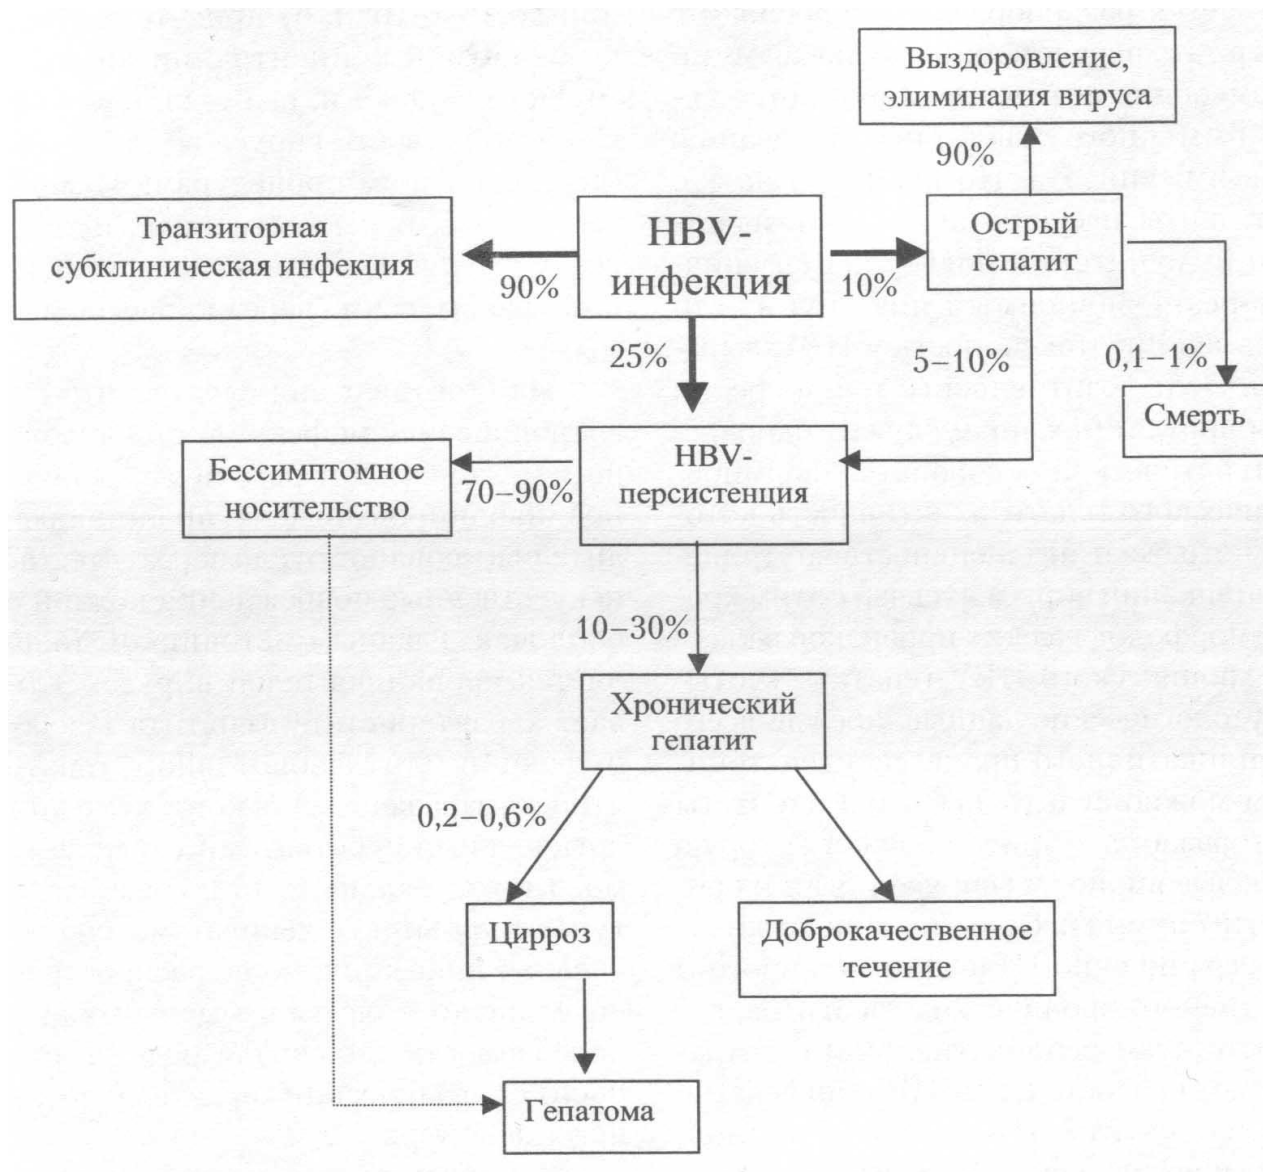 Выздоровление,
элиминация вируса
90%
Транзиторная
субклиническая инфекция
90%
HBV-
инфекция
10%
Острый
гепатит
25%
5–10%
0,1–1%
Смерть
Бессимптомное
носительство
70–90%
HBV-
персистенция
10–30%
Хронический
гепатит
0,2–0,6%
Цирроз
Доброкачественное
течение
Гепатома